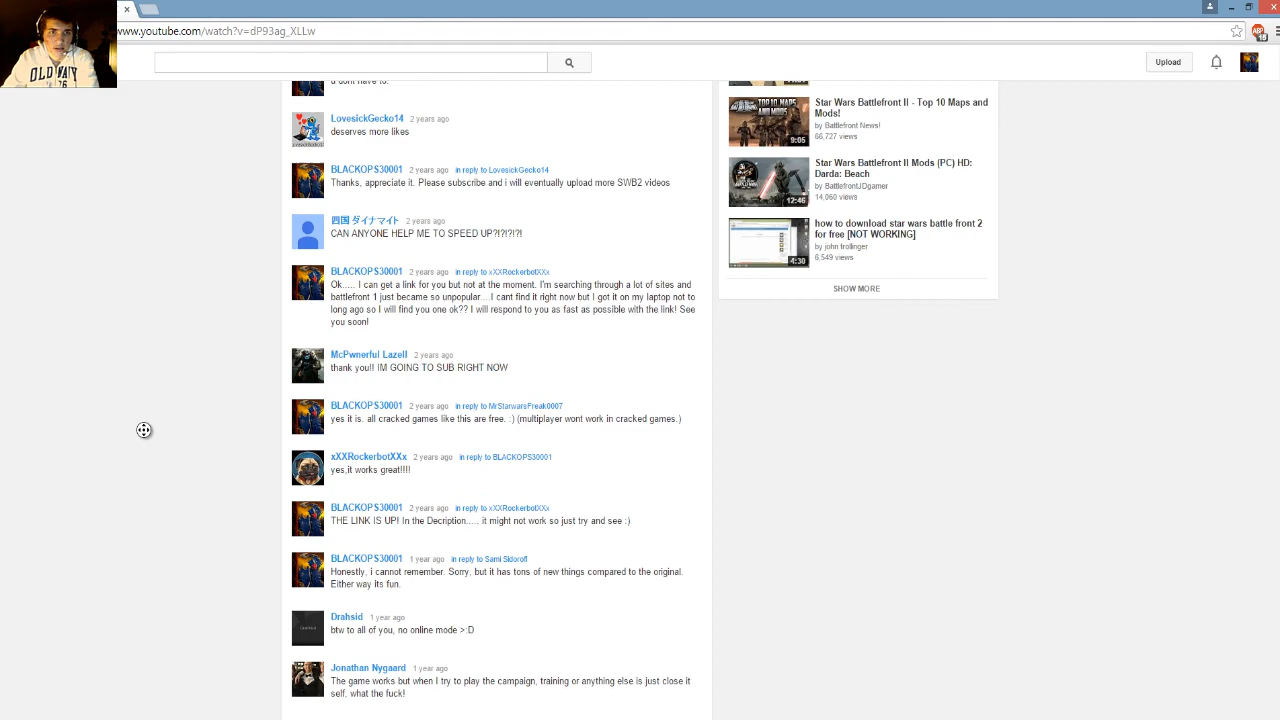 www.youtube.com/watch?v=dP93ag_XLLw
Upload
OLD NAVY
76
u dont have to.
LovesickGecko14 2 years ago
deserves more likes
BLACKOPS30001 2 years ago in reply to LovesickGecko14
Thanks, appreciate it. Please subscribe and i will eventually upload more SWB2 videos
四国 ダイナマイト 2 years ago
CAN ANYONE HELP ME TO SPEED UP?!?!?!?!
BLACKOPS30001 2 years ago in reply to xXXRockerbotXXx
Ok..... I can get a link for you but not at the moment. I'm searching through a lot of sites and
battlefront 1 just became so unpopular....I cant find it right now but I got it on my laptop not to
long ago so I will find you one ok?? I will respond to you as fast as possible with the link! See
you soon!
McPwnerful Lazell 2 years ago
thank you!! IM GOING TO SUB RIGHT NOW
BLACKOPS30001 2 years ago in reply to MrStarwarsFreak0007
yes it is. all cracked games like this are free. :) (multiplayer wont work in cracked games.)
xXXRockerbotXXx 2 years ago in reply to BLACKOPS30001
yes,it works great!!!!
BLACKOPS30001 2 years ago in reply to xXXRockerbotXXx
THE LINK IS UP! In the Decription..... it might not work so just try and see :)
BLACKOPS30001 1 year ago in reply to Sami Sidoroff
Honestly, i cannot remember. Sorry, but it has tons of new things compared to the original.
Either way its fun.
Drahsid 1 year ago
btw to all of you, no online mode >:D
Jonathan Nygaard 1 year ago
The game works but when I try to play the campaign, training or anything else is just close it
self, what the fuck!
TOP 10 MAPS
AND MODS
9:05
Star Wars Battlefront II - Top 10 Maps and
Mods!
by Battlefront News!
66,727 views
12:46
Star Wars Battlefront II Mods (PC) HD:
Darda: Beach
by BattlefrontJDgamer
14,060 views
4:30
how to download star wars battle front 2
for free [NOT WORKING]
by john trollinger
6,549 views
SHOW MORE